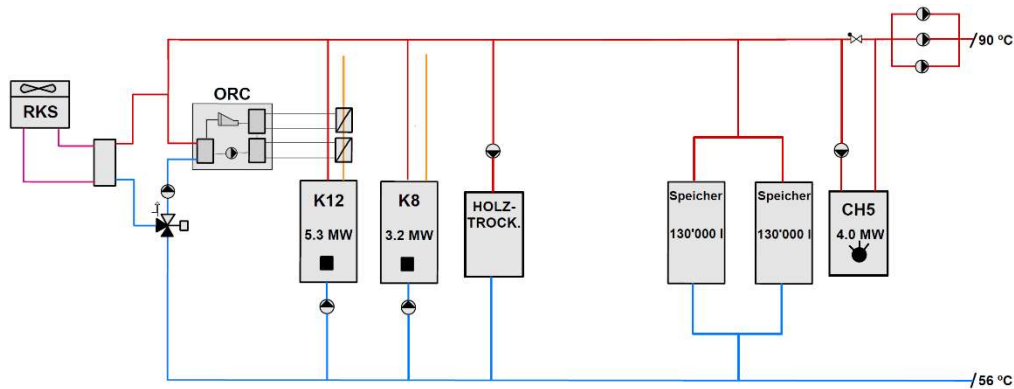 /90 °C
RKS
ORC
K12
5.3 MW
K8
3.2 MW
HOLZ-
TROCK.
Speicher
130'000 l
Speicher
130'000 l
CH5
4.0 MW
/56 °C